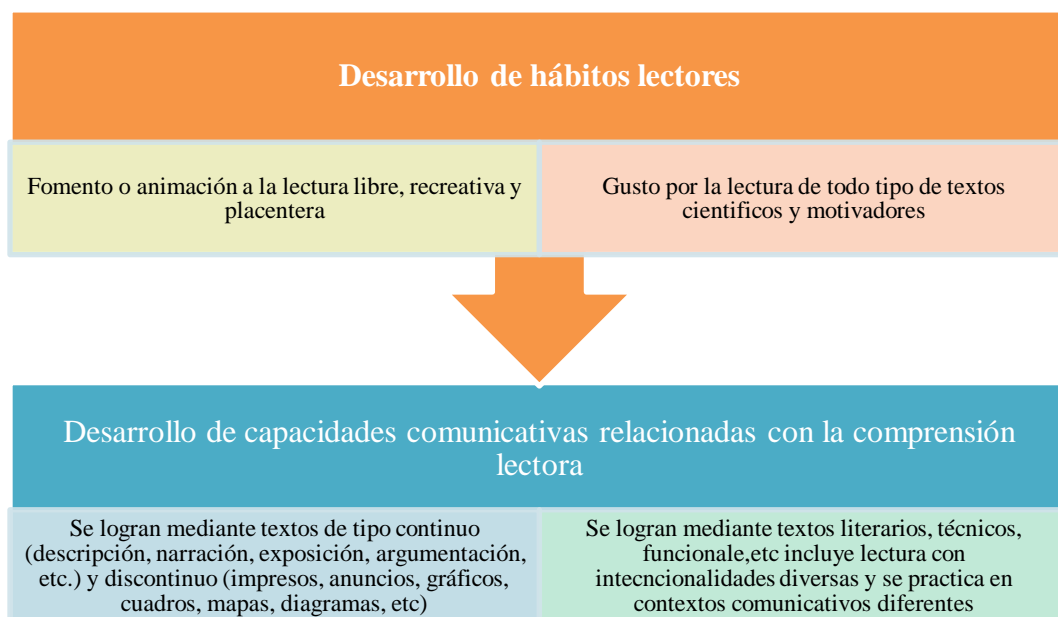 Desarrollo de hábitos lectores
Fomento o animación a la lectura libre, recreativa y
placentera
Gusto por la lectura de todo tipo de textos
cientificos y motivadores
Desarrollo de capacidades comunicativas relacionadas con la comprensión
lectora
Se logran mediante textos de tipo continuo
(descripción, narración, exposición, argumentación,
etc.) y discontinuo (impresos, anuncios, gráficos,
cuadros, mapas, diagramas, etc)
Se logran mediante textos literarios, técnicos,
funcionale,etc incluye lectura con
intecncionalidades diversas y se practica en
contextos comunicativos diferentes